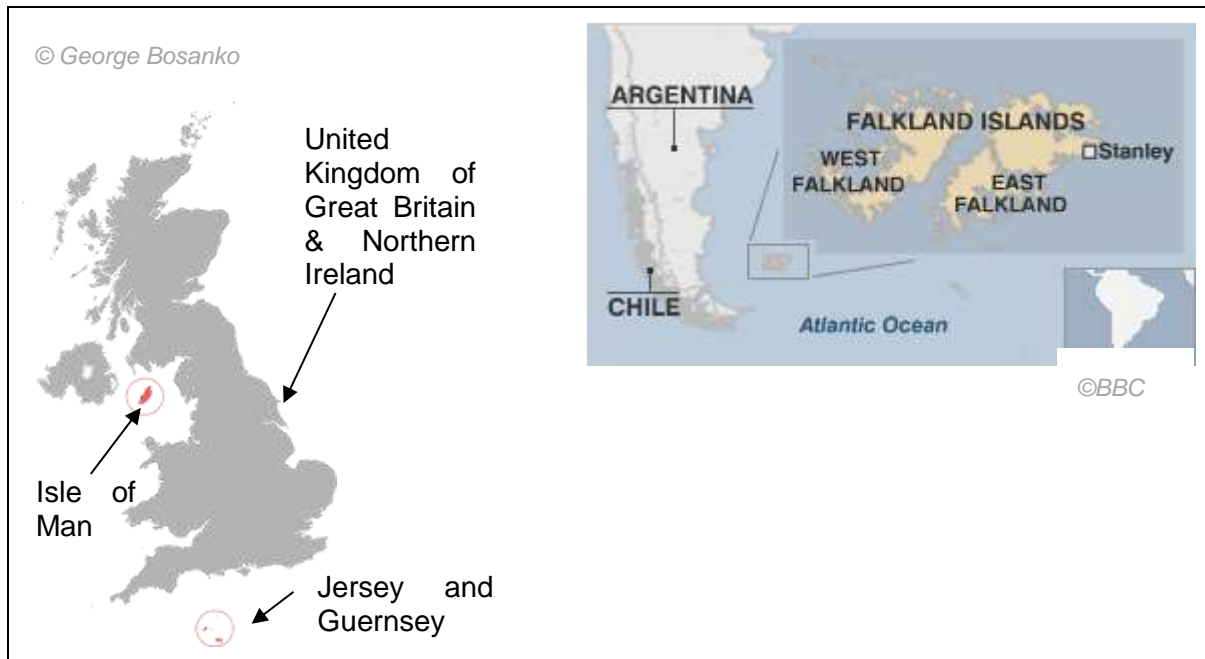 © George Bosanko
United
Kingdom of
Great Britain
& Northern
Ireland
Isle of
Man
Jersey and
Guernsey
ARGENTINA
FALKLAND ISLANDS
Stanley
WEST
FALKLAND
EAST
FALKLAND
CHILE
Atlantic Ocean
©BBC